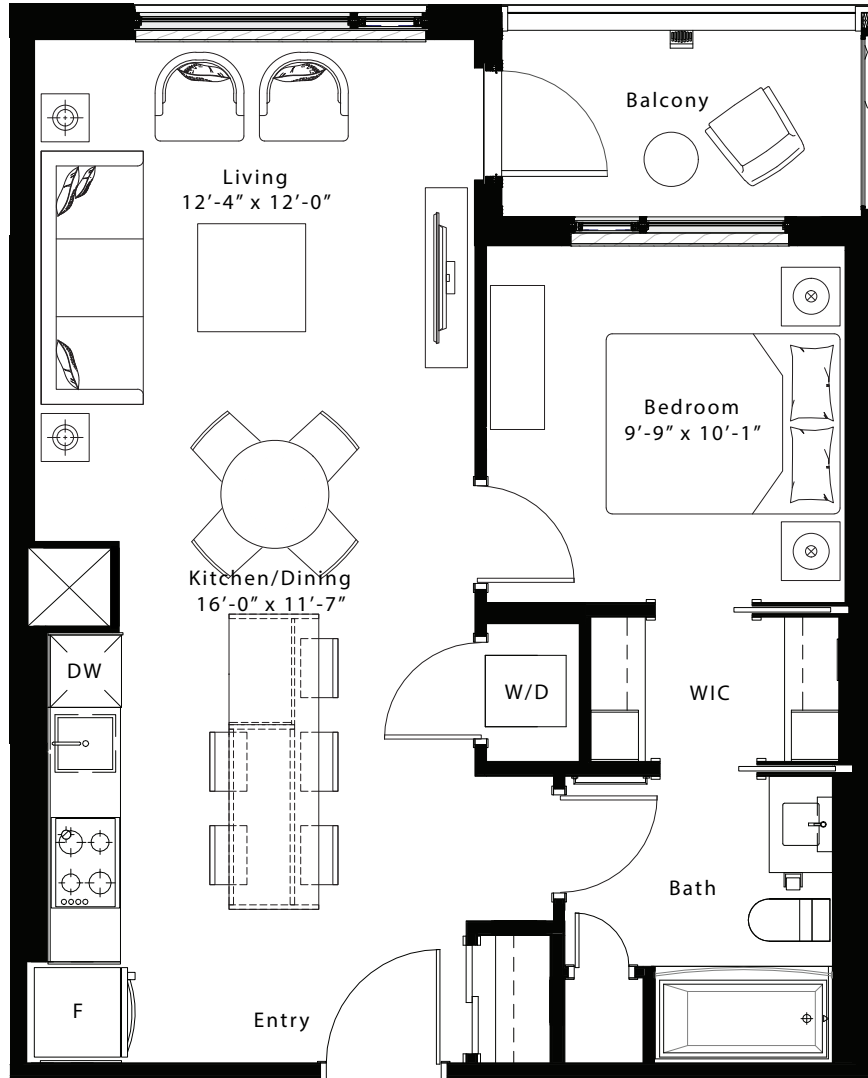 Balcony
Living
12’-4” x 12’-0”
Bedroom
9’-9” x 10’-1”
Kitchen/Dining
16’-0” x 11’-7”
DW
W/D
WIC
Bath
F
Entry